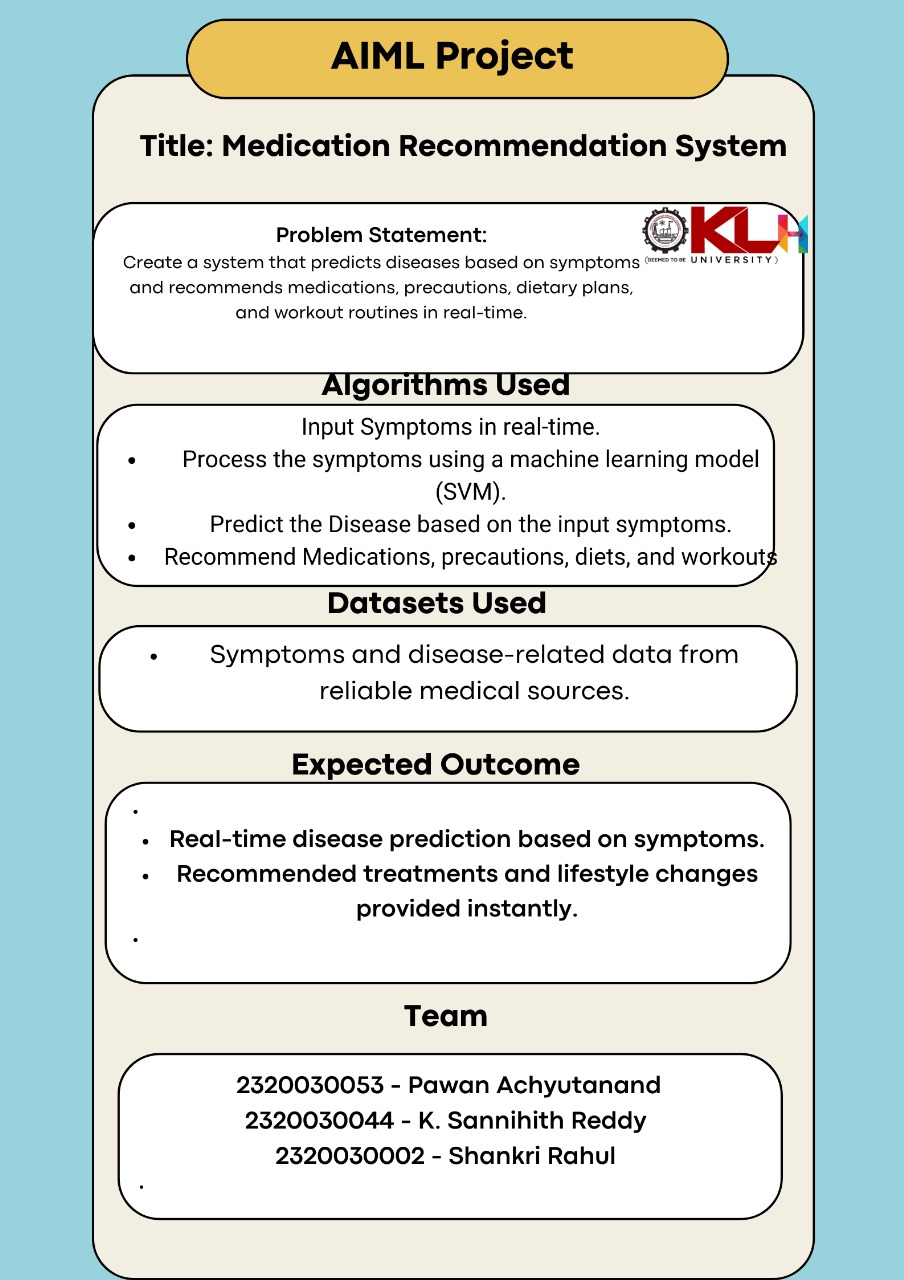 AIML Project
Title: Medication Recommendation System
Problem Statement:
Create a system that predicts diseases based on symptoms
and recommends medications, precautions, dietary plans,
and workout routines in real-time.
KLH
(DEEMED TO BE UNIVERSITY)
Algorithms Used
Input Symptoms in real-time.
• Process the symptoms using a machine learning model
(SVM).
• Predict the Disease based on the input symptoms.
• Recommend Medications, precautions, diets, and workouts
Datasets Used
• Symptoms and disease-related data from
reliable medical sources.
Expected Outcome
•
• Real-time disease prediction based on symptoms.
• Recommended treatments and lifestyle changes
provided instantly.
•
Team
2320030053 - Pawan Achyutanand
2320030044 - K. Sannihith Reddy
2320030002 - Shankri Rahul
•